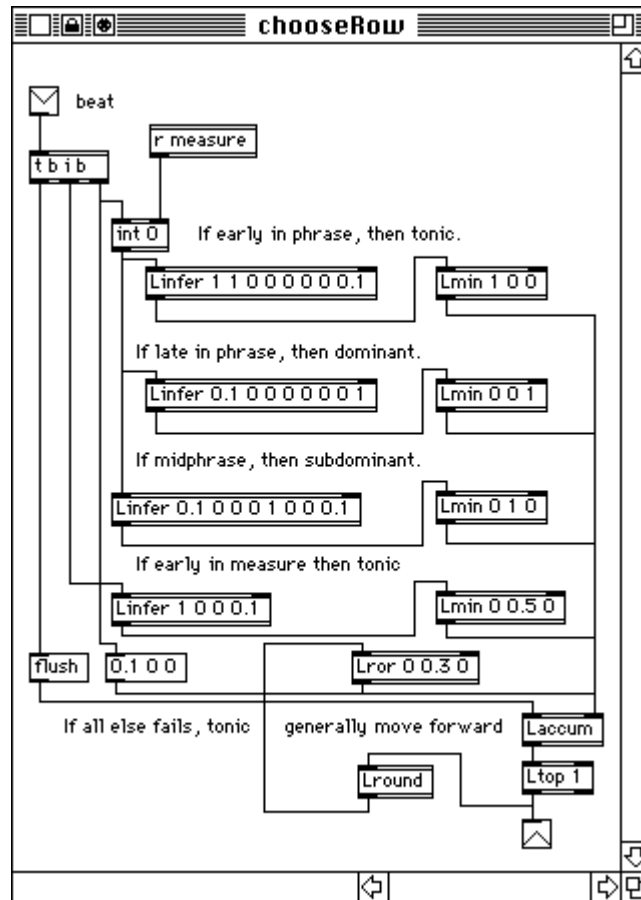 chooseRow
beat
r measure
t b i b
int 0
If early in phrase, then tonic.
Linfer 1 1 0 0 0 0 0 0.1
Lmin 1 0 0
If late in phrase, then dominant.
Linfer 0.1 0 0 0 0 0 0 1
Lmin 0 0 1
If midphrase, then subdominant.
Linfer 0.1 0 0 0 1 0 0 0.1
Lmin 0 1 0
If early in measure then tonic
Linfer 1 0 0 0.1
Lmin 0 0.5 0
flush
0.1 0 0
Lror 0 0.3 0
If all else fails, tonic
generally move forward
Laccum
Lround
Ltop 1